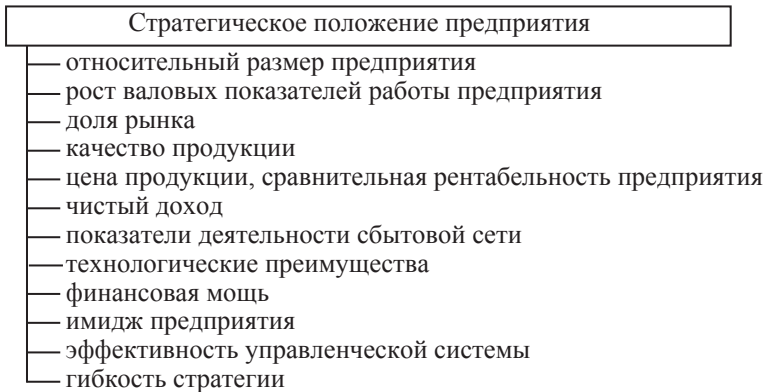 Стратегическое положение предприятия
относительный размер предприятия
рост валовых показателей работы предприятия
доля рынка
качество продукции
цена продукции, сравнительная рентабельность предприятия
чистый доход
показатели деятельности сбытовой сети
технологические преимущества
финансовая мощь
имидж предприятия
эффективность управленческой системы
гибкость стратегии